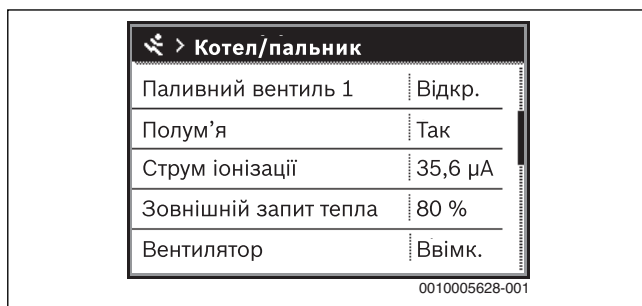 > Котел/пальник
Паливний вентиль 1 Відкр.
Полум’я Так
Струм іонізації 35,6 µA
Зовнішній запит тепла 80 %
Вентилятор Ввімк.
0010005628-001